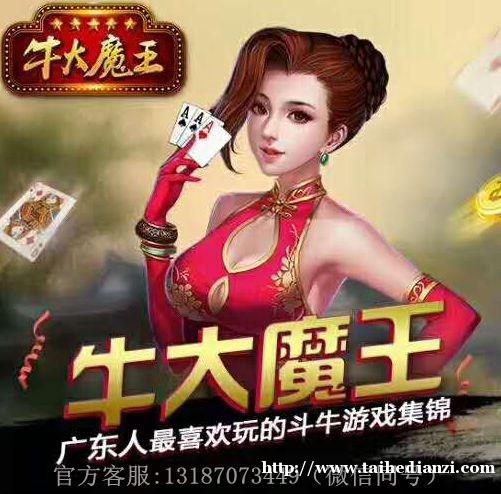 牛大魔王
A A A
牛大魔王
广东人最喜欢玩的斗牛游戏集锦
官方客服:13187073449（微信同号）
http://www.taihedianzi.com